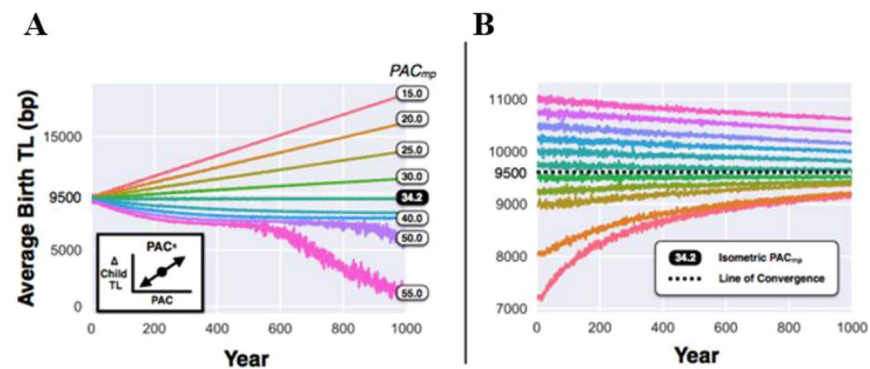 A
B
PACmp
Average Birth TL (bp)
15000
9500
5000
0
15.0
20.0
25.0
30.0
34.2
40.0
50.0
55.0
PAC*
Δ
Child
TL
PAC
0 200 400 600 800 1000
Year
11000
10000
9500
9000
8000
7000
34.2 Isometric PACmp
Line of Convergence
0 200 400 600 800 1000
Year